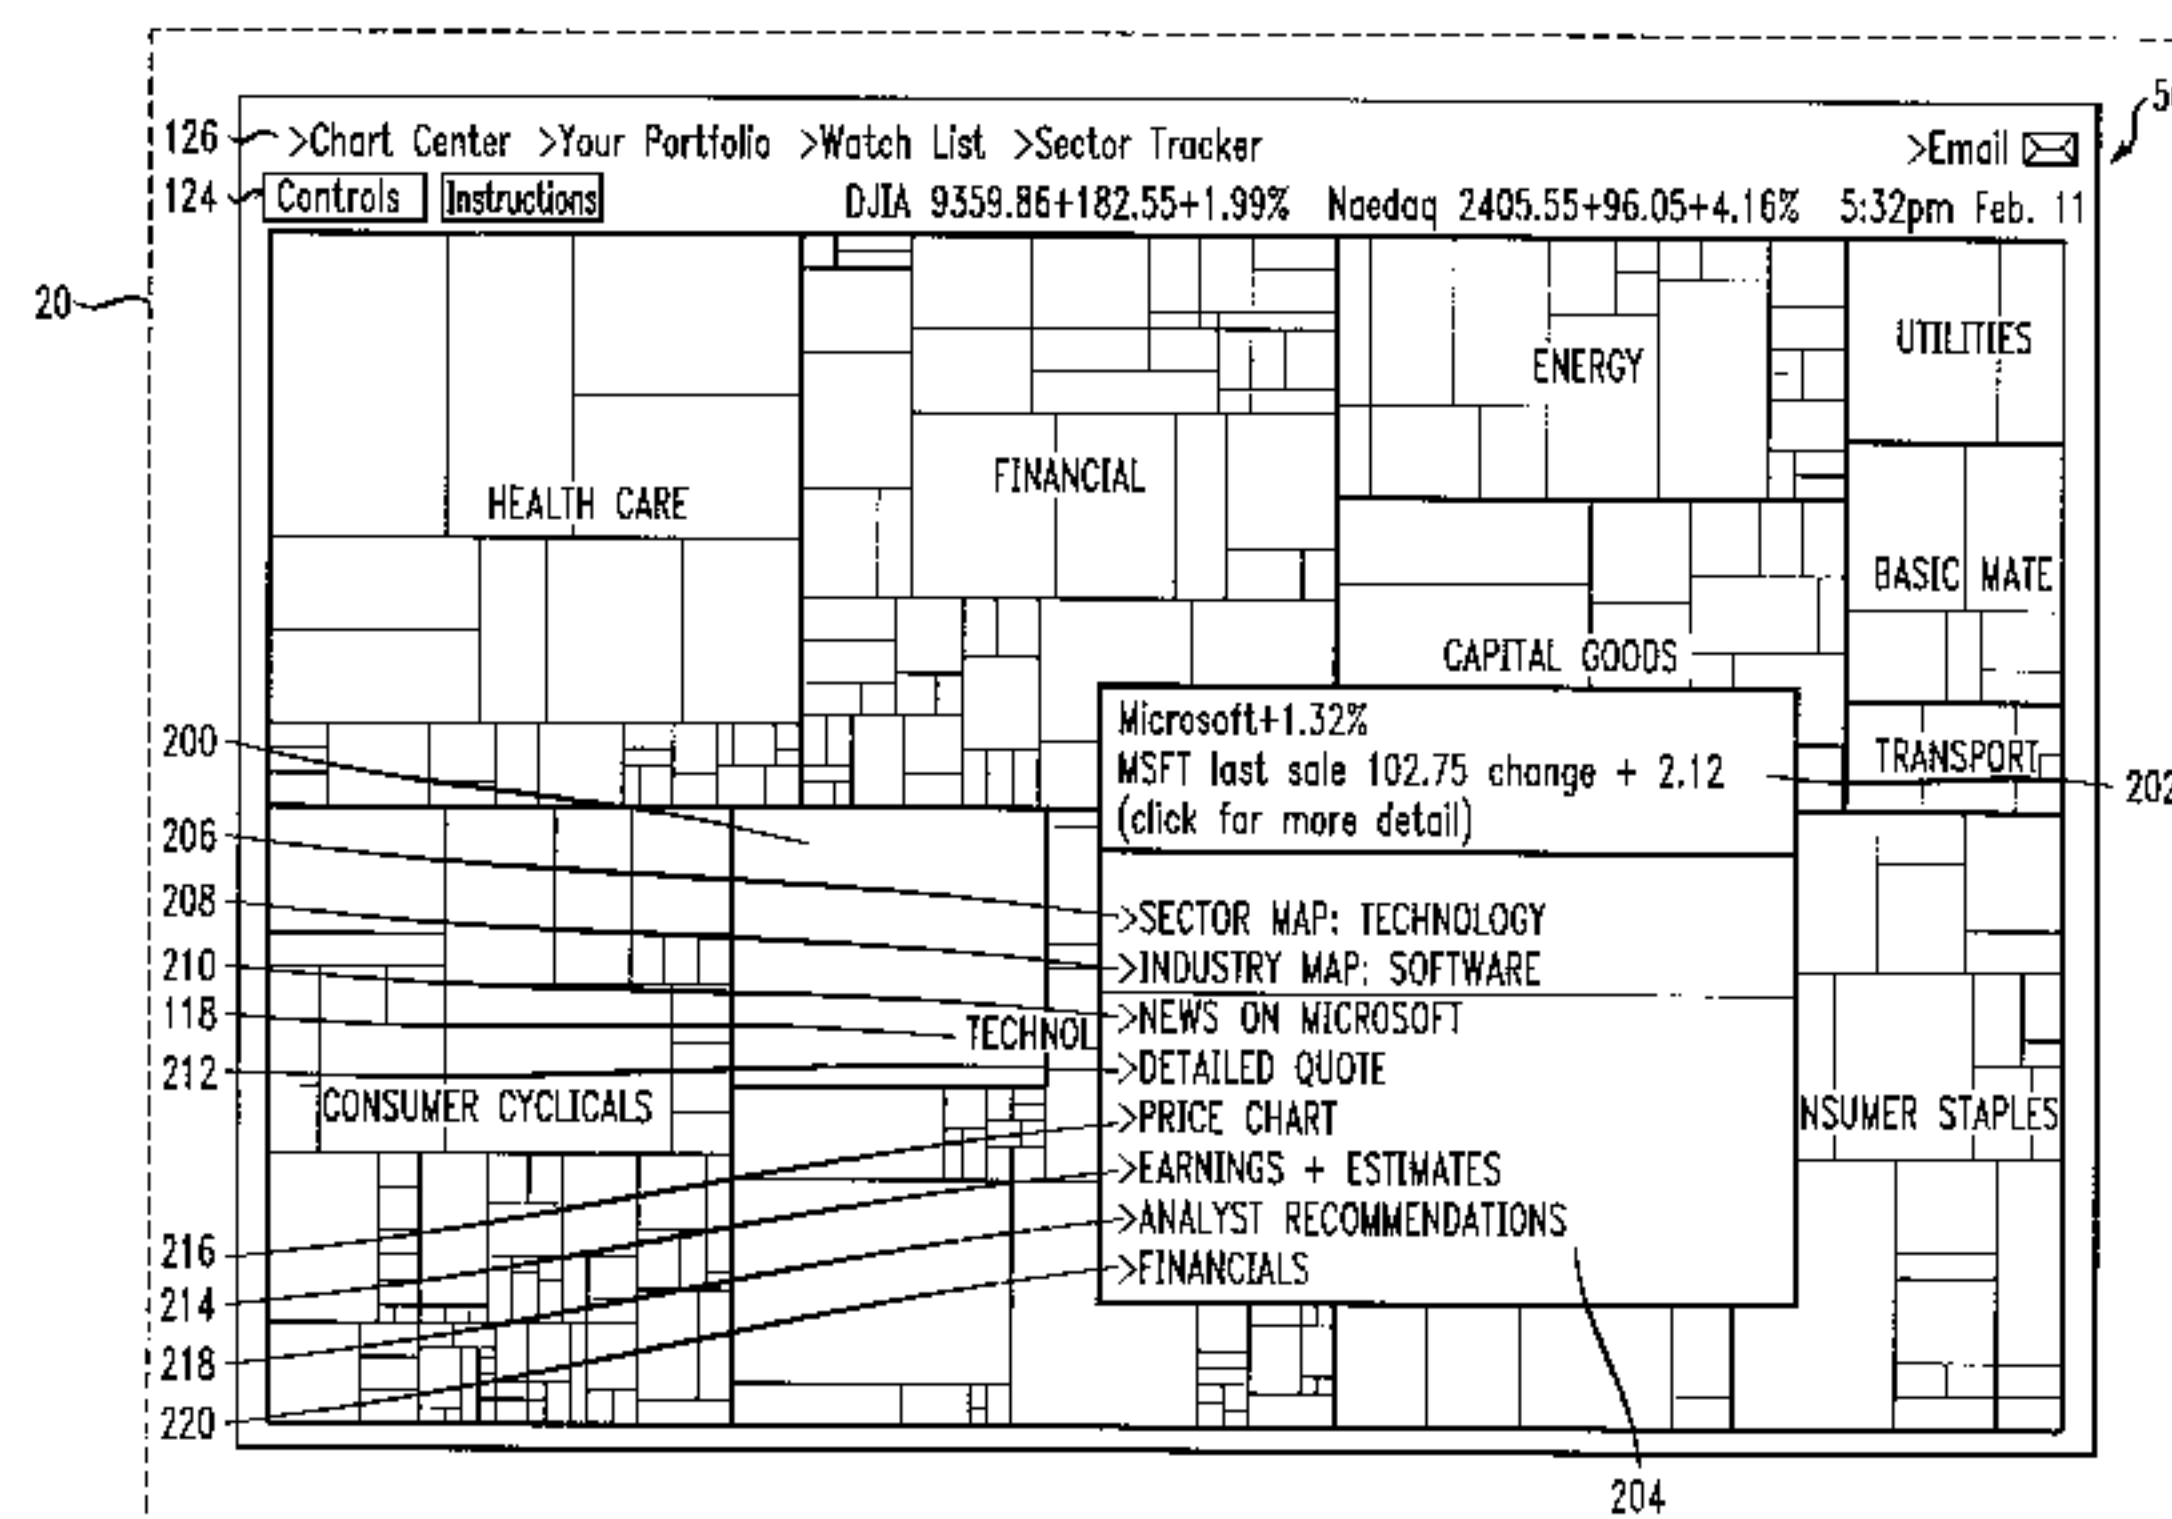 126 >Chart Center >Your Portfolio >Watch List >Sector Tracker >Email
124 Controls Instructions DJIA 9359.86+182.55+1.99% Naedaq 2405.55+96.05+4.16% 5:32pm Feb. 11
20
UTILITIES
ENERGY
FINANCIAL
HEALTH CARE
BASIC MATE
CAPITAL GOODS
Microsoft+1.32%
200
TRANSPORT
MSFT last sale 102.75 change + 2.12
202
(click for more detail)
206
>SECTOR MAP: TECHNOLOGY
208
>INDUSTRY MAP: SOFTWARE
210
>NEWS ON MICROSOFT
118
TECHNOL
212
>DETAILED QUOTE
CONSUMER CYCLICALS
>PRICE CHART
NSUMER STAPLES
>EARNINGS + ESTIMATES
>ANALYST RECOMMENDATIONS
216
>FINANCIALS
214
218
220
204